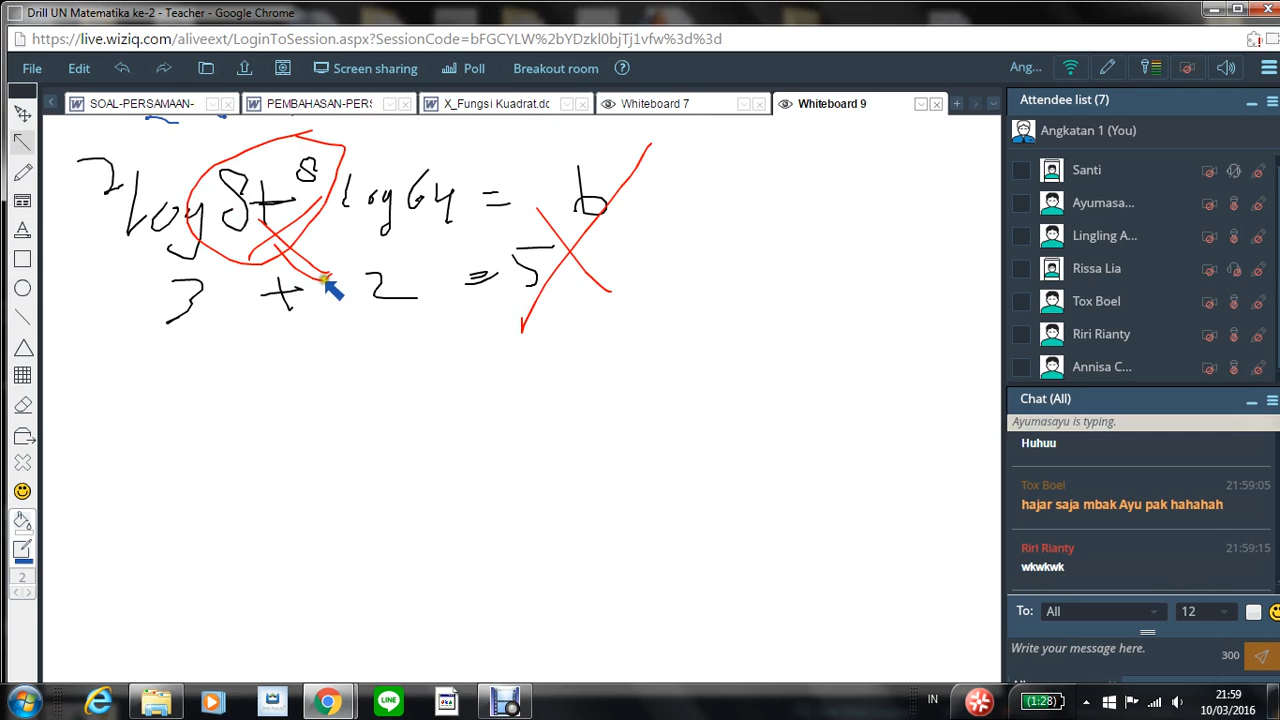 Drill UN Matematika ke-2 - Teacher - Google Chrome
https://live.wiziq.com/aliveext/LoginToSession.aspx?SessionCode=bFGCYLW%2bYDzkl0bjTj1vfw%3d%3d
File Edit Screen sharing Poll Breakout room Ang...
SOAL-PERSAMAAN- PEMBAHASAN-PERS X_Fungsi Kuadrat.dc Whiteboard 7 Whiteboard 9
²log 8 + ⁸log 64 = b
3 + 2 = 5
Attendee list (7)
Angkatan 1 (You)
Santi
Ayumasa...
Lingling A...
Rissa Lia
Tox Boel
Riri Rianty
Annisa C...
Chat (All)
Ayumasayu is typing.
Huhuu
Tox Boel 21:59:05
hajar saja mbak Ayu pak hahahah
Riri Rianty 21:59:15
wkwkwk
To: All 12
Write your message here. 300
2
LINE IN (1:28) 21:59
10/03/2016